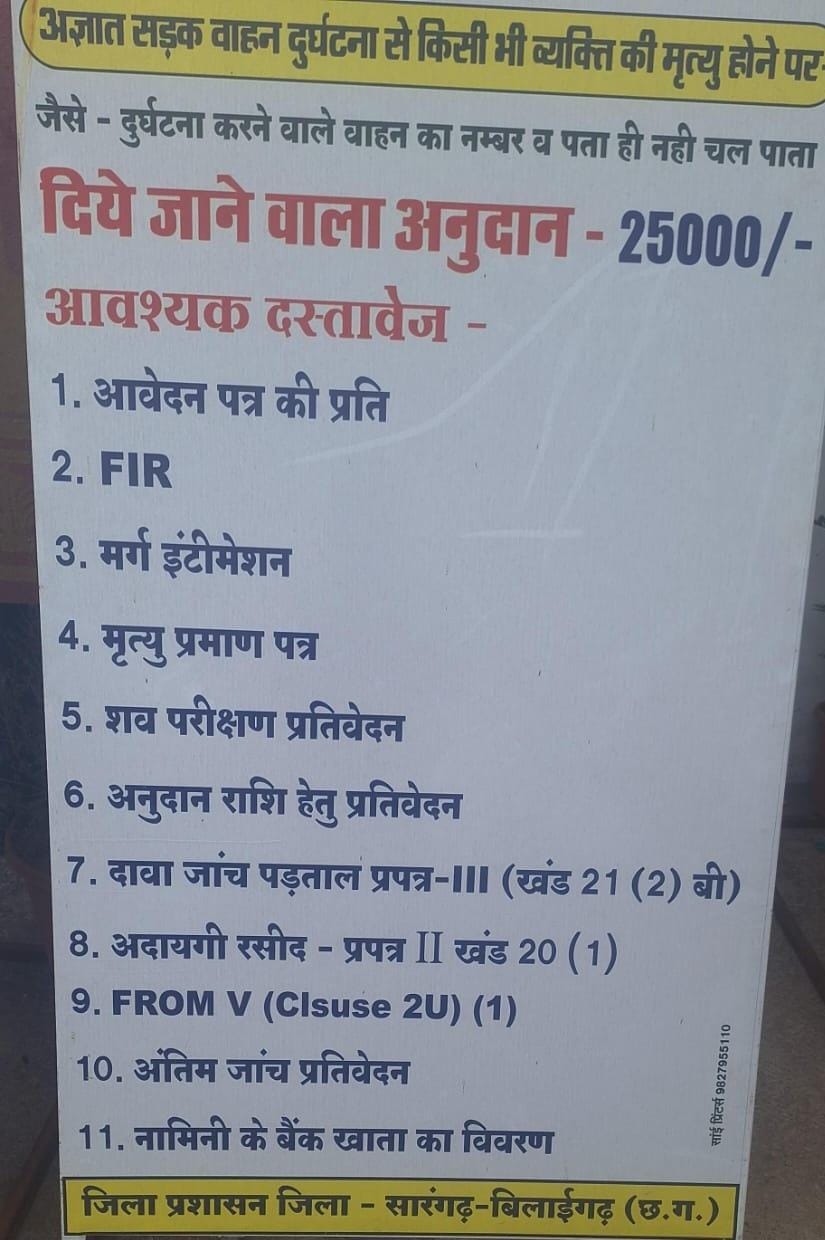 अज्ञात सड़क वाहन दुर्घटना से किसी भी व्यक्ति की मृत्यु होने पर-
जैसे - दुर्घटना करने वाले वाहन का नम्बर व पता ही नही चल पाता
दिये जाने वाला अनुदान - 25000/-
आवश्यक दस्तावेज -
1. आवेदन पत्र की प्रति
2. FIR
3. मर्ग इंटीमेशन
4. मृत्यु प्रमाण पत्र
5. शव परीक्षण प्रतिवेदन
6. अनुदान राशि हेतु प्रतिवेदन
7. दावा जांच पड़ताल प्रपत्र-III (खंड 21 (2) बी)
8. अदायगी रसीद - प्रपत्र II खंड 20 (1)
9. FROM V (Clsuse 2U) (1)
10. अंतिम जांच प्रतिवेदन
11. नामिनी के बैंक खाता का विवरण
सांई प्रिंटर्स 9827955110
जिला प्रशासन जिला - सारंगढ़-बिलाईगढ़ (छ.ग.)